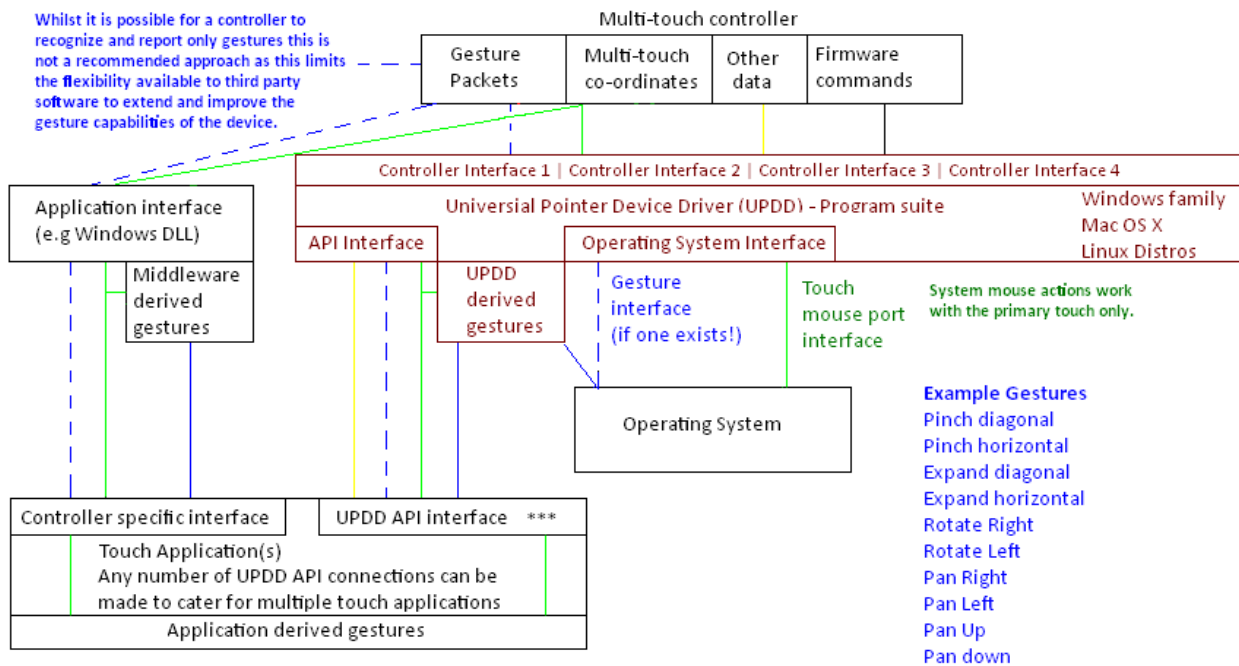 Whilst it is possible for a controller to
recognize and report only gestures this is
not a recommended approach as this limits
the flexibility available to third party
software to extend and improve the
gesture capabilities of the device.
Multi-touch controller
Gesture
Packets
Multi-touch
co-ordinates
Other
data
Firmware
commands
Controller Interface 1 | Controller Interface 2 | Controller Interface 3 | Controller Interface 4
Application interface
(e.g Windows DLL)
Universial Pointer Device Driver (UPDD) - Program suite
Windows family
Mac OS X
Linux Distros
API Interface
Operating System Interface
Middleware
derived
gestures
UPDD
derived
gestures
Gesture
interface
(if one exists!)
Touch
mouse port
interface
System mouse actions work
with the primary touch only.
Operating System
Example Gestures
Pinch diagonal
Pinch horizontal
Expand diagonal
Expand horizontal
Rotate Right
Rotate Left
Pan Right
Pan Left
Pan Up
Pan down
Controller specific interface
UPDD API interface ***
Touch Application(s)
Any number of UPDD API connections can be
made to cater for multiple touch applications
Application derived gestures